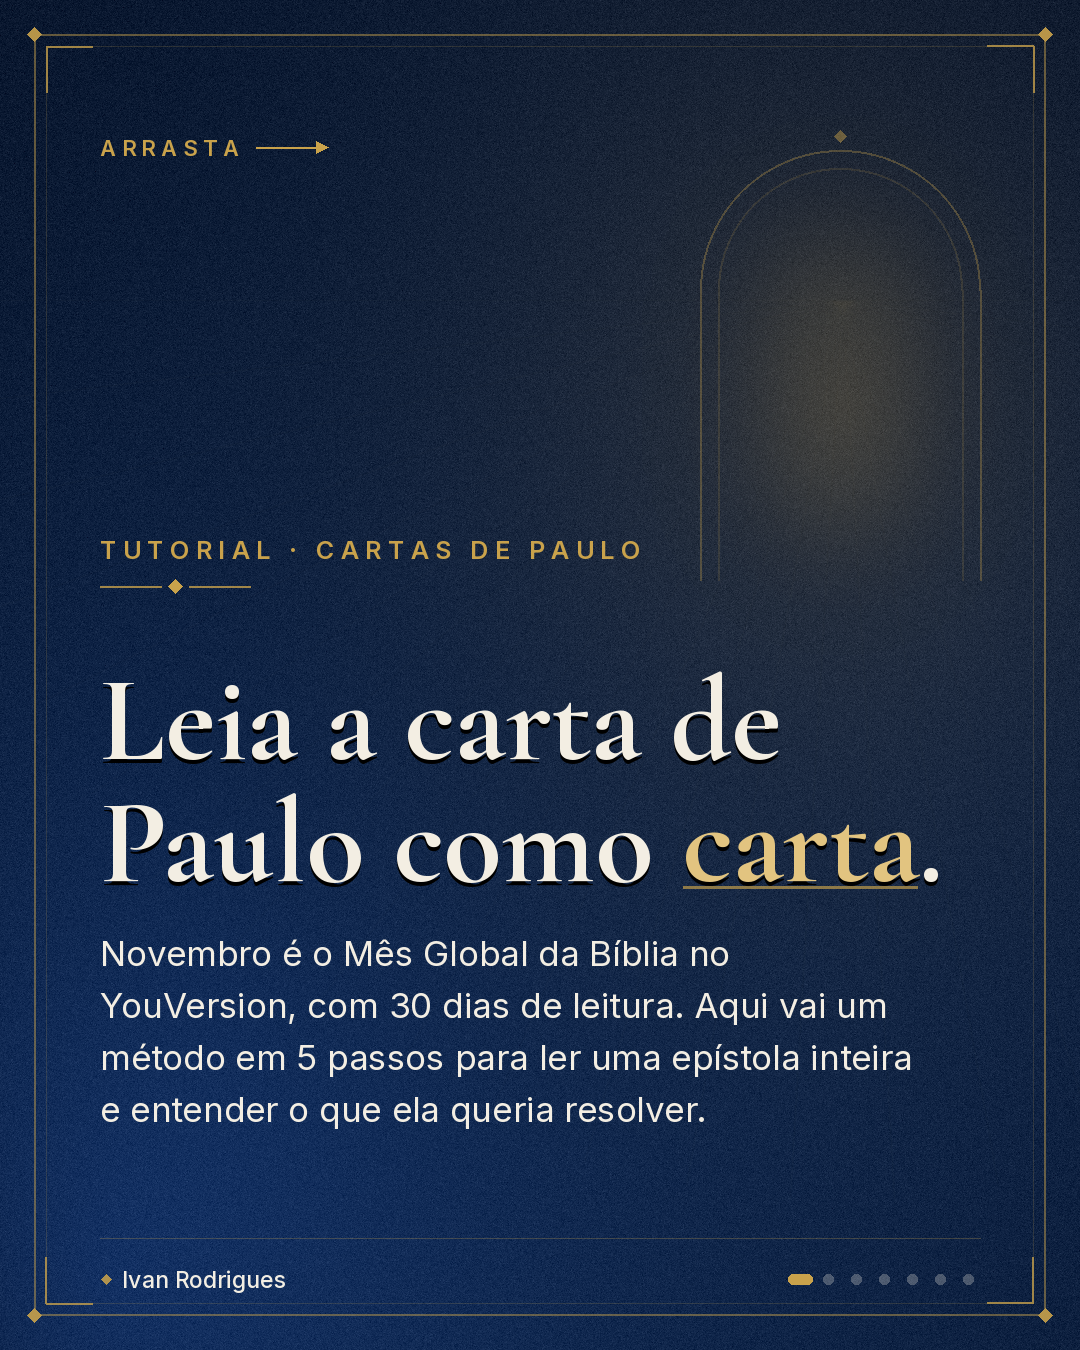 ARRASTA
TUTORIAL · CARTAS DE PAULO
Leia a carta de
Paulo como carta.
Novembro é o Mês Global da Bíblia no
YouVersion, com 30 dias de leitura. Aqui vai um
método em 5 passos para ler uma epístola inteira
e entender o que ela queria resolver.
Ivan Rodrigues